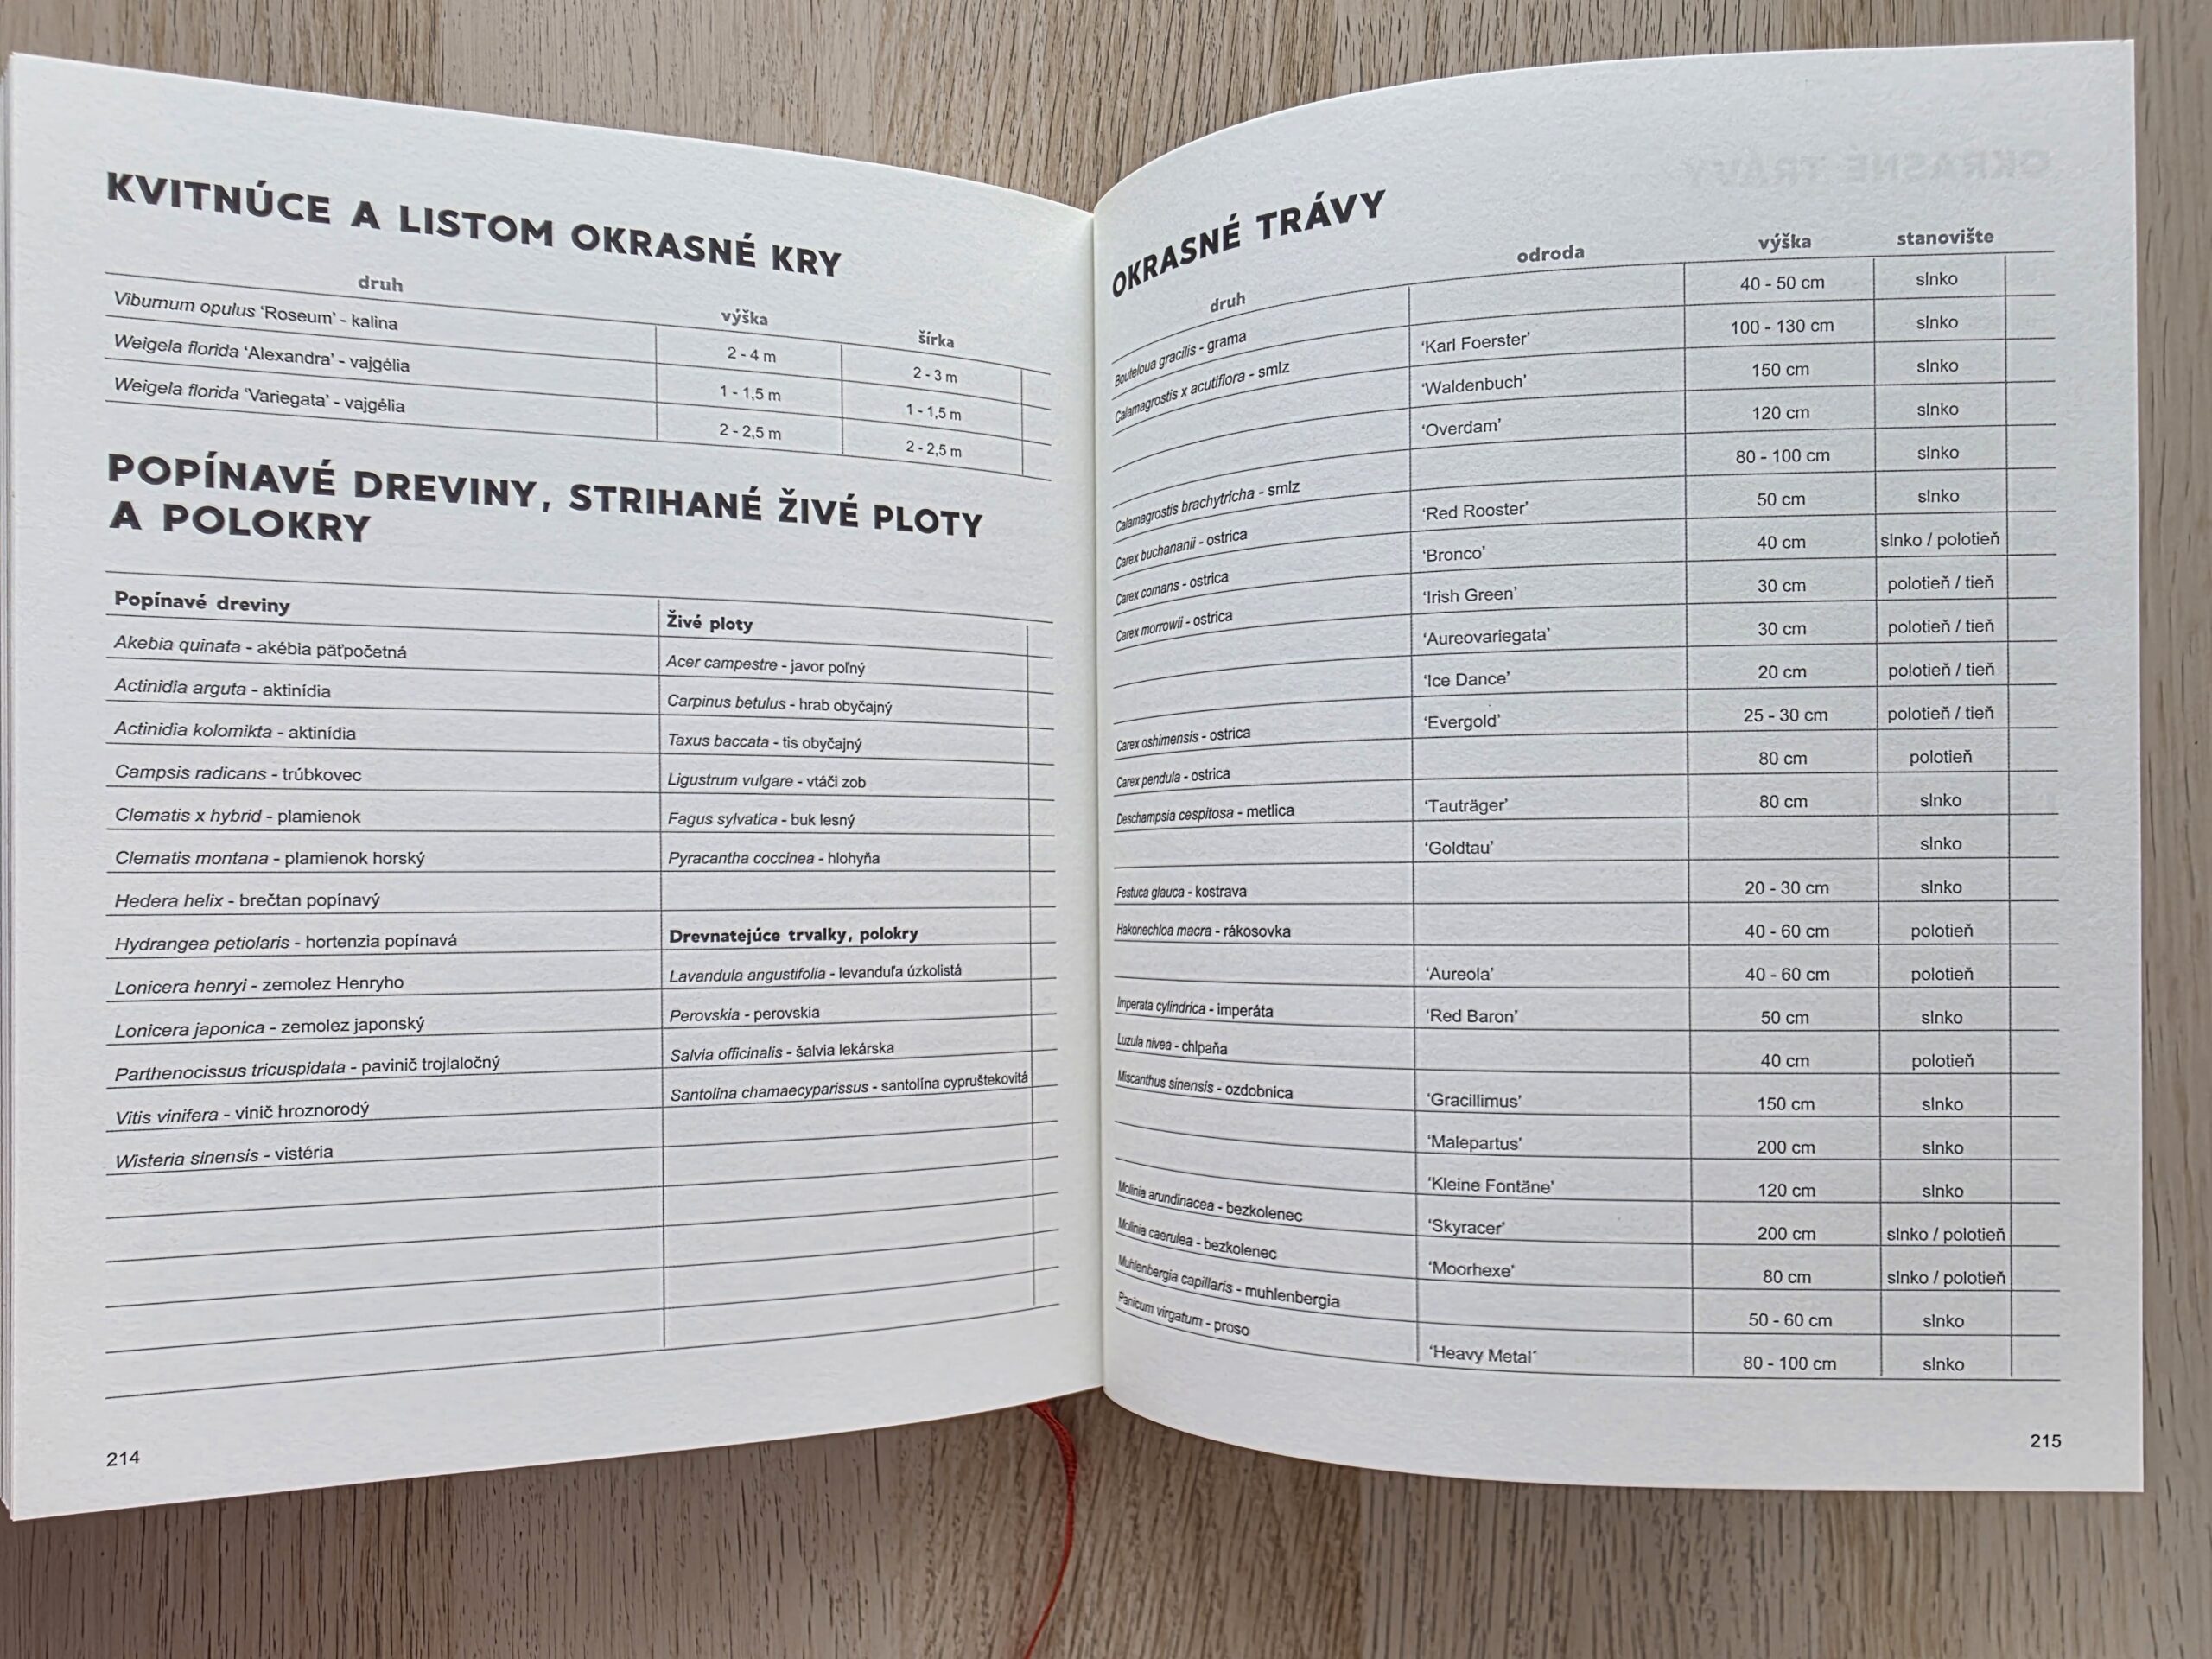 KVITNÚCE A LISTOM OKRASNÉ KRY
druh výška šírka
Viburnum opulus ‘Roseum’ - kalina 2 - 4 m 2 - 3 m
Weigela florida ‘Alexandra’ - vajgélia 1 - 1,5 m 1 - 1,5 m
Weigela florida ‘Variegata’ - vajgélia 2 - 2,5 m 2 - 2,5 m
POPÍNAVÉ DREVINY, STRIHANÉ ŽIVÉ PLOTY
A POLOKRY
Popínavé dreviny Živé ploty
Akebia quinata - akébia päťpočetná Acer campestre - javor poľný
Actinidia arguta - aktinídia Carpinus betulus - hrab obyčajný
Actinidia kolomikta - aktinídia Taxus baccata - tis obyčajný
Campsis radicans - trúbkovec Ligustrum vulgare - vtáči zob
Clematis x hybrid - plamienok Fagus sylvatica - buk lesný
Clematis montana - plamienok horský Pyracantha coccinea - hlohyňa
Hedera helix - brečtan popínavý
Hydrangea petiolaris - hortenzia popínavá Drevnatejúce trvalky, polokry
Lonicera henryi - zemolez Henryho Lavandula angustifolia - levanduľa úzkolistá
Lonicera japonica - zemolez japonský Perovskia - perovskia
Parthenocissus tricuspidata - pavinič trojlaločný Salvia officinalis - šalvia lekárska
Vitis vinifera - vinič hroznorodý Santolina chamaecyparissus - santolína cypruštekovitá
Wisteria sinensis - vistéria
214
OKRASNÉ TRÁVY
druh odroda výška stanovište
Bouteloua gracilis - grama 40 - 50 cm slnko
Calamagrostis x acutiflora - smlz ‘Karl Foerster’ 100 - 130 cm slnko
‘Waldenbuch’ 150 cm slnko
‘Overdam’ 120 cm slnko
Calamagrostis brachytricha - smlz 80 - 100 cm slnko
Carex buchananii - ostrica ‘Red Rooster’ 50 cm slnko
Carex comans - ostrica ‘Bronco’ 40 cm slnko / polotieň
Carex morrowii - ostrica ‘Irish Green’ 30 cm polotieň / tieň
‘Aureovariegata’ 30 cm polotieň / tieň
‘Ice Dance’ 20 cm polotieň / tieň
Carex oshimensis - ostrica ‘Evergold’ 25 - 30 cm polotieň / tieň
Carex pendula - ostrica 80 cm polotieň
Deschampsia cespitosa - metlica ‘Tauträger’ 80 cm slnko
‘Goldtau’ slnko
Festuca glauca - kostrava 20 - 30 cm slnko
Hakonechloa macra - rákosovka 40 - 60 cm polotieň
‘Aureola’ 40 - 60 cm polotieň
Imperata cylindrica - imperáta ‘Red Baron’ 50 cm slnko
Luzula nivea - chlpaňa 40 cm polotieň
Miscanthus sinensis - ozdobnica ‘Gracillimus’ 150 cm slnko
‘Malepartus’ 200 cm slnko
‘Kleine Fontäne’ 120 cm slnko
Molinia arundinacea - bezkolenec ‘Skyracer’ 200 cm slnko / polotieň
Molinia caerulea - bezkolenec ‘Moorhexe’ 80 cm slnko / polotieň
Muhlenbergia capillaris - muhlenbergia 50 - 60 cm slnko
Panicum virgatum - proso ‘Heavy Metal´ 80 - 100 cm slnko
215